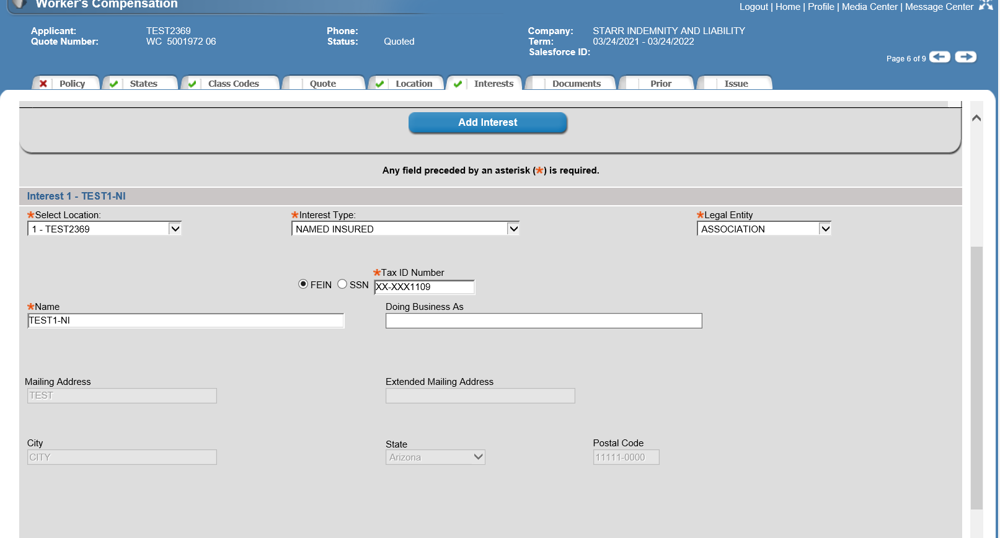 Worker's Compensation
Logout | Home | Profile | Media Center | Message Center
Applicant: TEST2369 Phone: Company: STARR INDEMNITY AND LIABILITY
Quote Number: WC 5001972 06 Status: Quoted Term: 03/24/2021 - 03/24/2022
Salesforce ID:
Page 6 of 9
Policy States Class Codes Quote Location Interests Documents Prior Issue
Add Interest
Any field preceded by an asterisk (*) is required.
Interest 1 - TEST1-NI
*Select Location: *Interest Type: *Legal Entity
1 - TEST2369 NAMED INSURED ASSOCIATION
*Tax ID Number
FEIN SSN XX-XXX1109
*Name Doing Business As
TEST1-NI
Mailing Address Extended Mailing Address
TEST
City State Postal Code
CITY Arizona 11111-0000